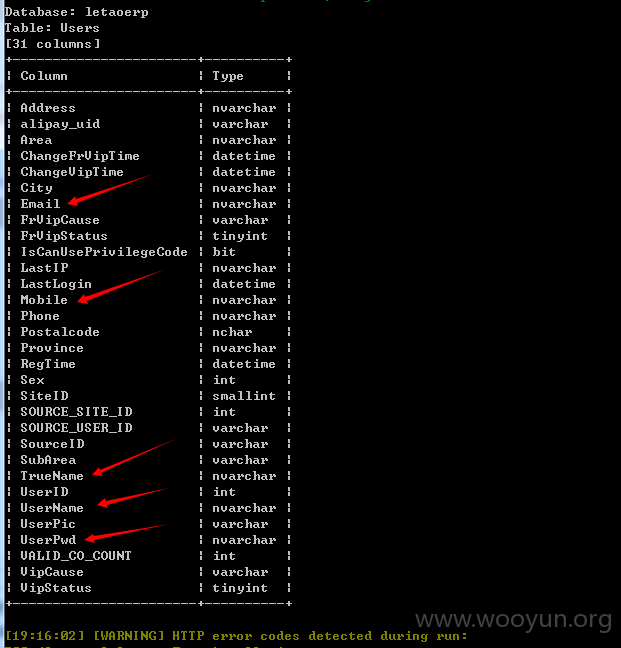 Database: letaoerp
Table: Users
[31 columns]
| Column | Type |
| Address | nvarchar |
| alipay_uid | varchar |
| Area | nvarchar |
| ChangeFrVipTime | datetime |
| ChangeVipTime | datetime |
| City | nvarchar |
| Email | nvarchar |
| FrVipCause | varchar |
| FrVipStatus | tinyint |
| IsCanUsePrivilegeCode | bit |
| LastIP | nvarchar |
| LastLogin | datetime |
| Mobile | nvarchar |
| Phone | nvarchar |
| Postalcode | nchar |
| Province | nvarchar |
| RegTime | datetime |
| Sex | int |
| SiteID | smallint |
| SOURCE_SITE_ID | int |
| SOURCE_USER_ID | varchar |
| SourceID | varchar |
| SubArea | varchar |
| TrueName | nvarchar |
| UserID | int |
| UserName | nvarchar |
| UserPic | varchar |
| UserPwd | nvarchar |
| VALID_CO_COUNT | int |
| VipCause | varchar |
| VipStatus | tinyint |
www.wooyun.org
[19:16:02] [WARNING] HTTP error codes detected during run: